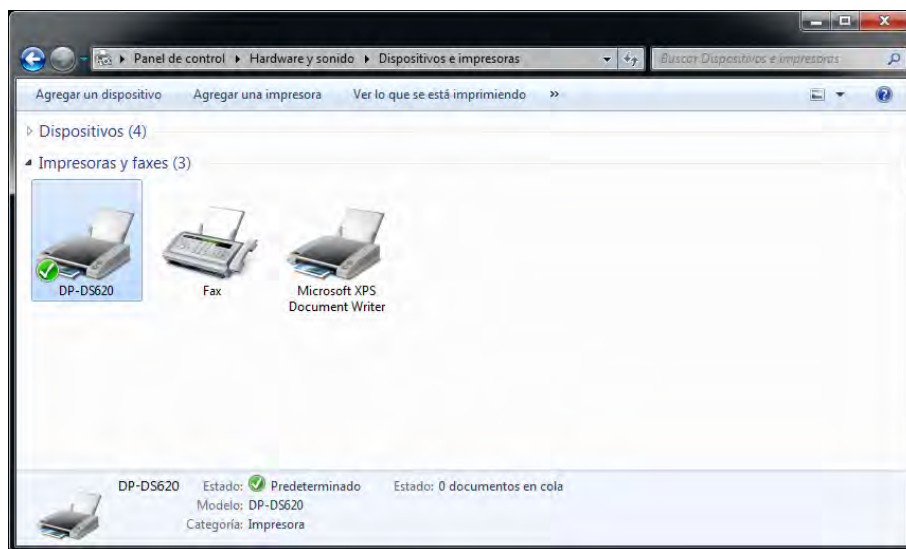 Panel de control Hardware y sonido Dispositivos e impresoras Buscar Dispositivos e impresoras
Agregar un dispositivo Agregar una impresora Ver lo que se está imprimiendo »
Dispositivos (4)
Impresoras y faxes (3)
DP-DS620 Fax Microsoft XPS
Document Writer
DP-DS620 Estado: Predeterminado Estado: 0 documentos en cola
Modelo: DP-DS620
Categoría: Impresora